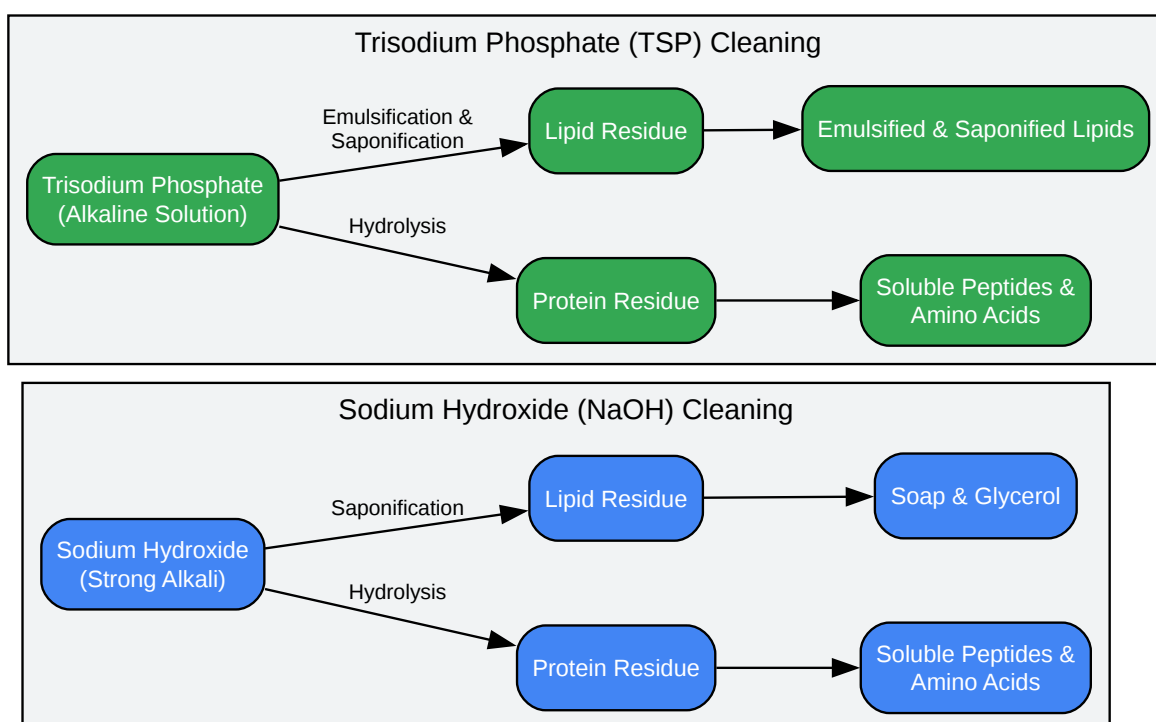 Trisodium Phosphate (TSP) Cleaning
Emulsification &
Saponification
Lipid Residue
Emulsified & Saponified Lipids
Trisodium Phosphate
(Alkaline Solution)
Hydrolysis
Protein Residue
Soluble Peptides &
Amino Acids
Sodium Hydroxide (NaOH) Cleaning
Saponification
Lipid Residue
Soap & Glycerol
Sodium Hydroxide
(Strong Alkali)
Hydrolysis
Protein Residue
Soluble Peptides &
Amino Acids